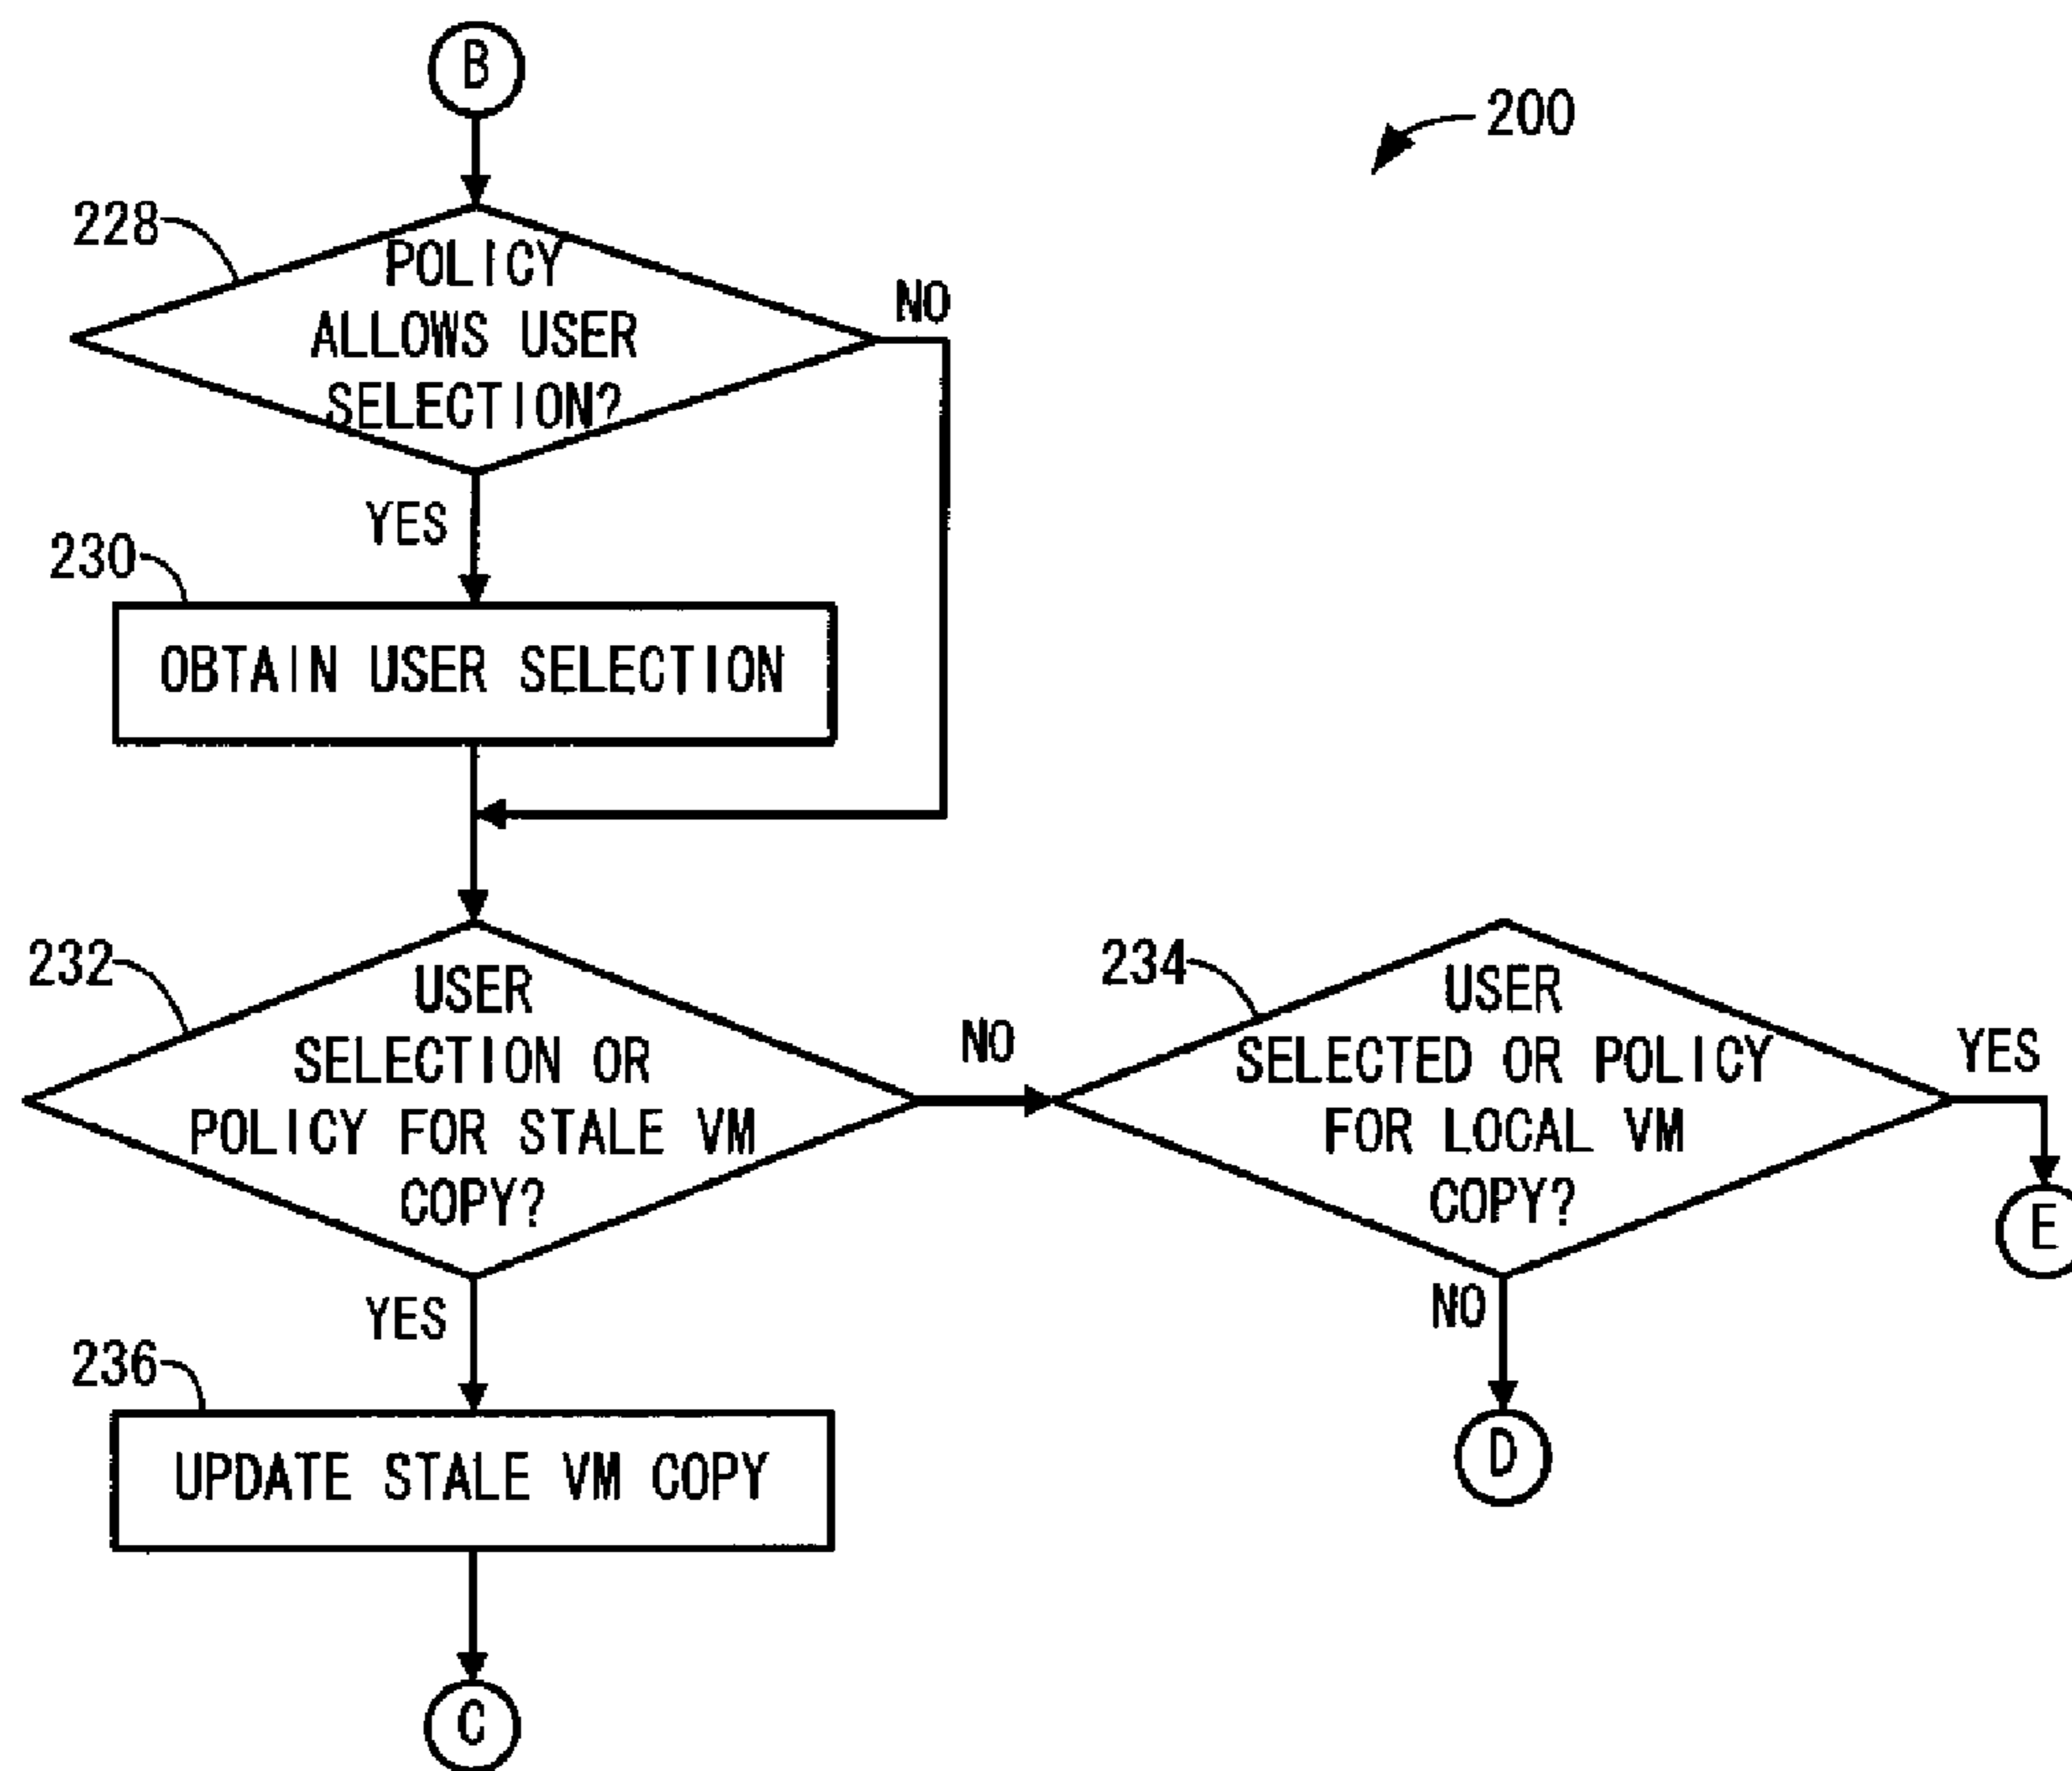 B
200
228
POLICY
ALLOWS USER
SELECTION?
NO
YES
230
OBTAIN USER SELECTION
232
USER
SELECTION OR
POLICY FOR STALE VM
COPY?
NO
234
USER
SELECTED OR POLICY
FOR LOCAL VM
COPY?
YES
E
YES
NO
236
UPDATE STALE VM COPY
D
C